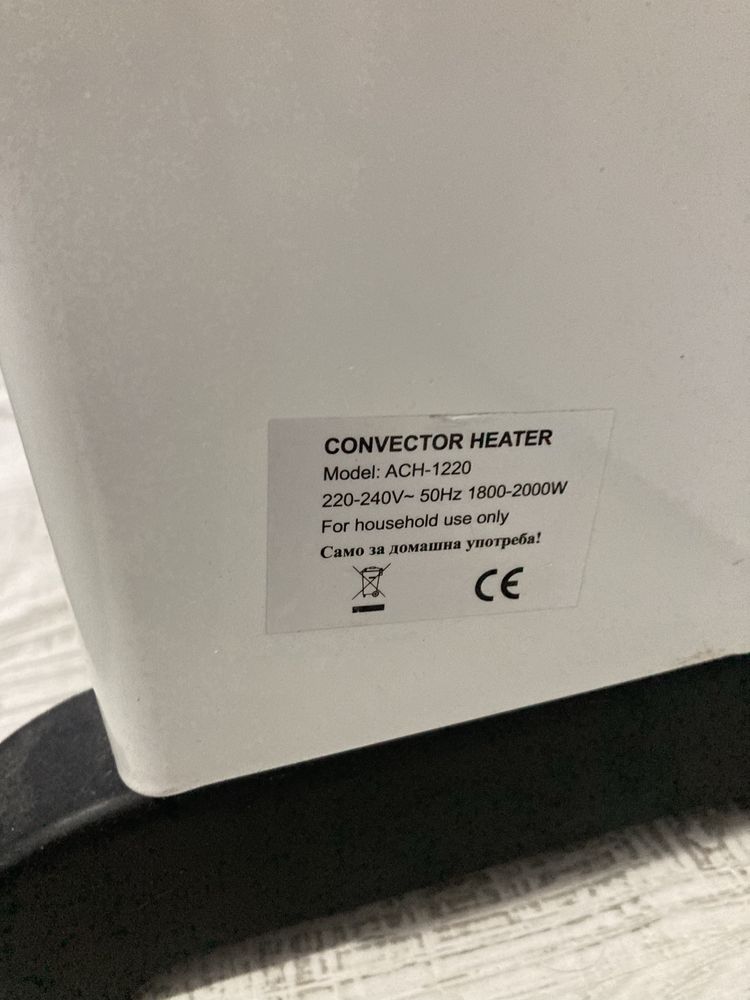 CONVECTOR HEATER
Model: ACH-1220
220-240V~ 50Hz 1800-2000W
For household use only
Само за домашна употреба!
CE